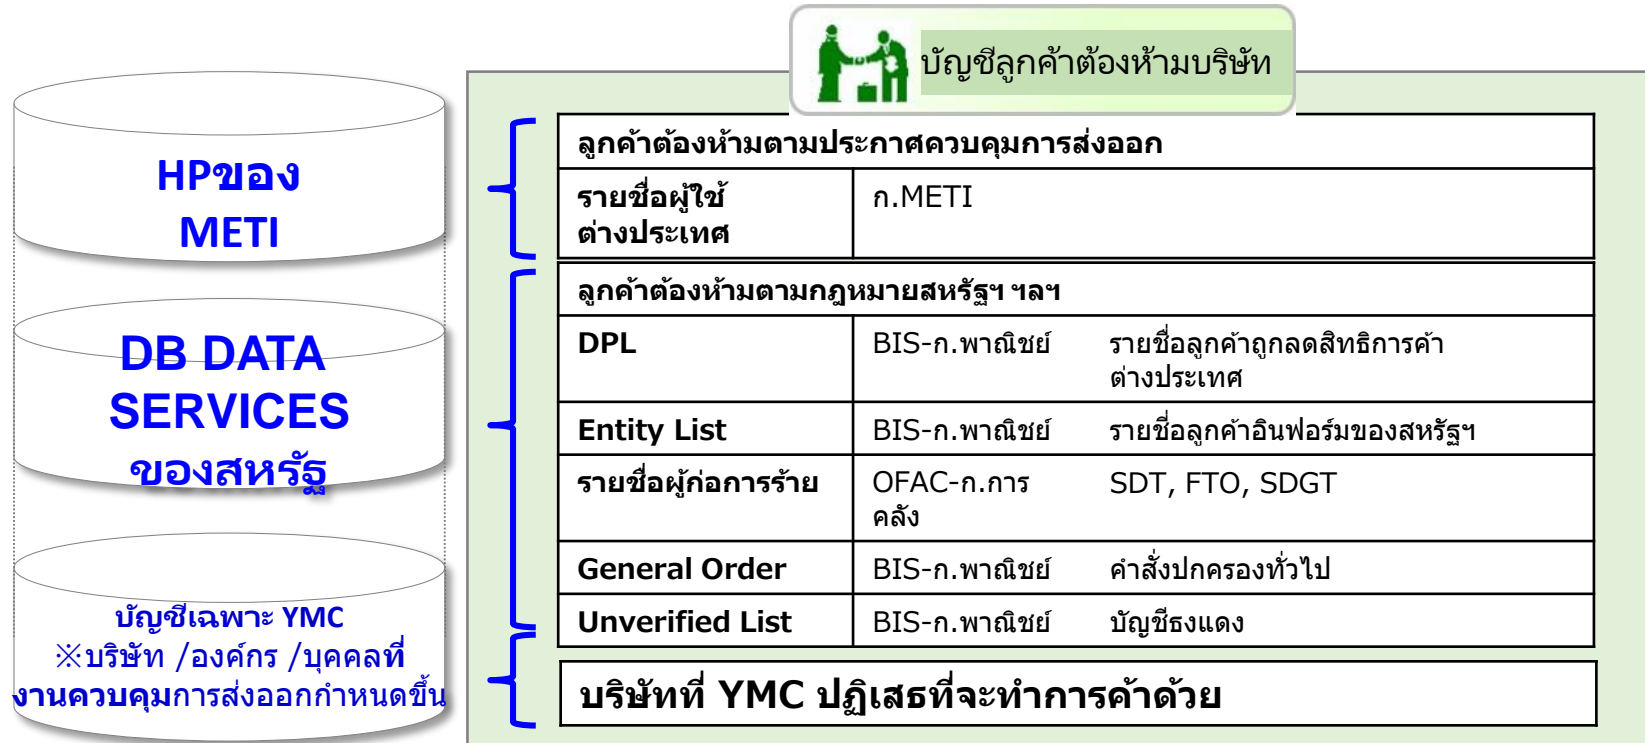 บัญชีลูกค้าต้องห้ามบริษัท
HPของ
METI
DB DATA
SERVICES
ของสหรัฐ
บัญชีเฉพาะ YMC
※บริษัท /องค์กร /บุคคลที่
งานควบคุมการส่งออกกำหนดขึ้น
ลูกค้าต้องห้ามตามประกาศควบคุมการส่งออก
รายชื่อผู้ใช้
ต่างประเทศ
ก.METI
ลูกค้าต้องห้ามตามกฎหมายสหรัฐฯ ฯลฯ
DPL
BIS-ก.พาณิชย์
รายชื่อลูกค้าถูกลดสิทธิการค้า
ต่างประเทศ
Entity List
BIS-ก.พาณิชย์
รายชื่อลูกค้าอินฟอร์มของสหรัฐฯ
รายชื่อผู้ก่อการร้าย
OFAC-ก.การ
คลัง
SDT, FTO, SDGT
General Order
BIS-ก.พาณิชย์
คำสั่งปกครองทั่วไป
Unverified List
BIS-ก.พาณิชย์
บัญชีธงแดง
บริษัทที่ YMC ปฏิเสธที่จะทำการค้าด้วย